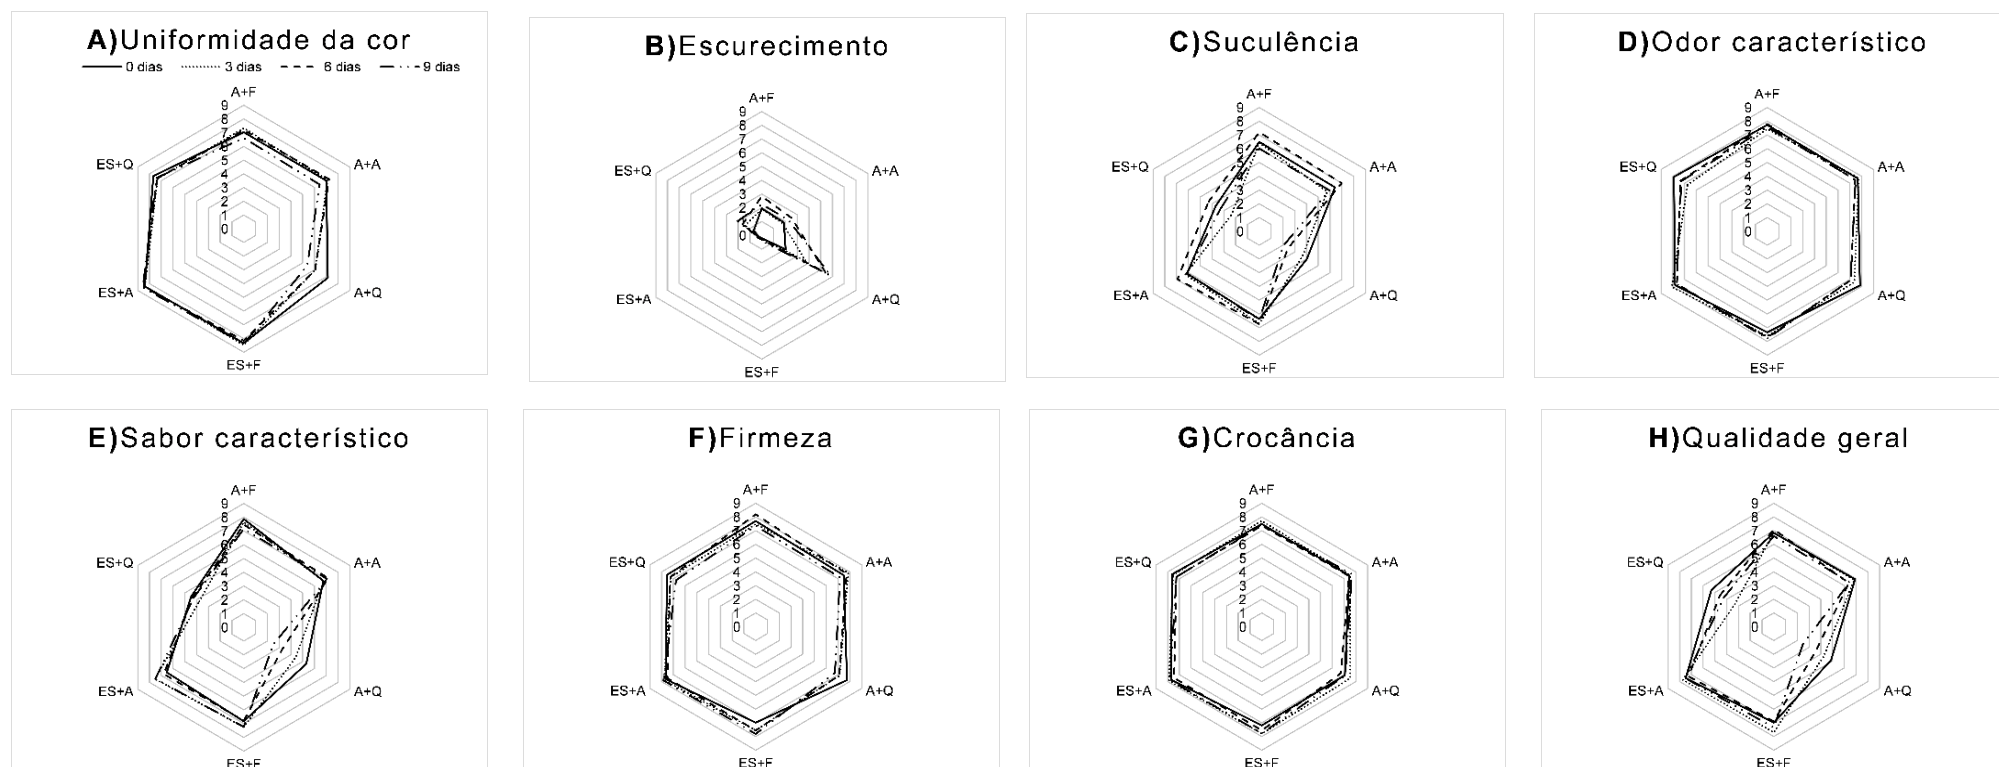 A)Uniformidade da cor
0 dias 3 dias 6 dias 9 dias
A+F
9
8
7
6
5
4
3
2
1
0
A+A
A+Q
ES+F
ES+A
ES+Q
B)Escurecimento
A+F
9
8
7
6
5
4
3
2
0
A+A
A+Q
ES+F
ES+A
ES+Q
C)Suculência
A+F
9
8
7
6
5
4
3
2
1
0
A+A
A+Q
ES+F
ES+A
ES+Q
D)Odor característico
A+F
9
8
7
6
5
4
3
2
1
0
A+A
A+Q
ES+F
ES+A
ES+Q
E)Sabor característico
A+F
9
8
7
6
5
4
3
2
1
0
A+A
A+Q
ES+F
ES+A
ES+Q
F)Firmeza
A+F
9
8
7
6
5
4
3
2
1
0
A+A
A+Q
ES+F
ES+A
ES+Q
G)Crocância
A+F
9
8
7
6
5
4
3
2
1
0
A+A
A+Q
ES+F
ES+A
ES+Q
H)Qualidade geral
A+F
9
8
7
6
5
4
3
2
1
0
A+A
A+Q
ES+F
ES+A
ES+Q